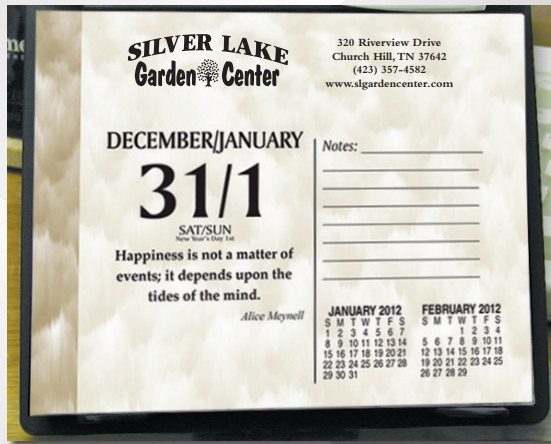 SILVER LAKE
Garden Center
320 Riverview Drive
Church Hill, TN 37642
(423) 357-4582
www.slgardencenter.com
DECEMBER/JANUARY
31/1
SAT/SUN
New Year's Day 1st
Happiness is not a matter of
events; it depends upon the
tides of the mind.
Alice Meynell
Notes:
JANUARY 2012
S M T W T F S
1 2 3 4 5 6 7
8 9 10 11 12 13 14
15 16 17 18 19 20 21
22 23 24 25 26 27 28
29 30 31
FEBRUARY 2012
S M T W T F S
1 2 3 4
5 6 7 8 9 10 11
12 13 14 15 16 17 18
19 20 21 22 23 24 25
26 27 28 29